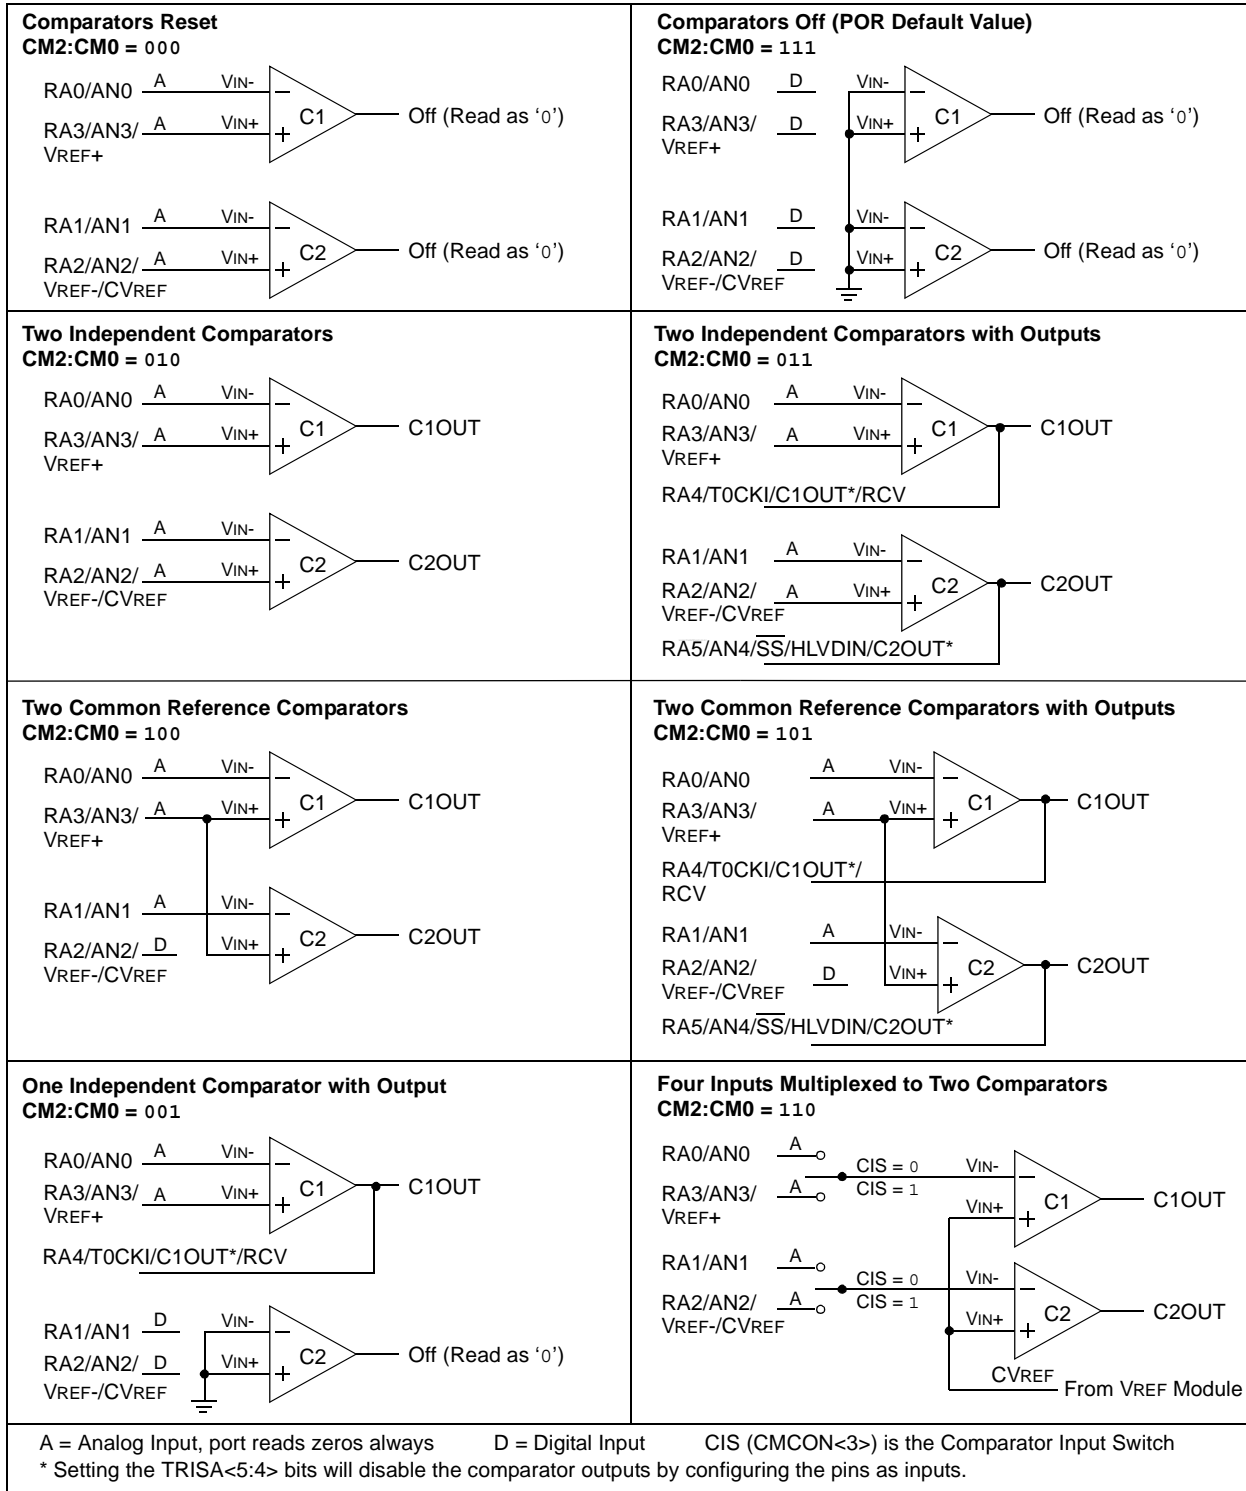 Comparators Reset
CM2:CM0 = 000
RA0/AN0 A VIN-
C1 Off (Read as '0')
RA3/AN3/ A VIN+
VREF+
RA1/AN1 A VIN-
C2 Off (Read as '0')
RA2/AN2/ A VIN+
VREF-/CVREF
Comparators Off (POR Default Value)
CM2:CM0 = 111
RA0/AN0 D VIN-
C1 Off (Read as '0')
RA3/AN3/ D VIN+
VREF+
RA1/AN1 D VIN-
C2 Off (Read as '0')
RA2/AN2/ D VIN+
VREF-/CVREF
Two Independent Comparators
CM2:CM0 = 010
RA0/AN0 A VIN-
C1 C1OUT
RA3/AN3/ A VIN+
VREF+
RA1/AN1 A VIN-
C2 C2OUT
RA2/AN2/ A VIN+
VREF-/CVREF
Two Independent Comparators with Outputs
CM2:CM0 = 011
RA0/AN0 A VIN-
C1 C1OUT
RA3/AN3/ A VIN+
VREF+
RA4/T0CKI/C1OUT*/RCV
RA1/AN1 A VIN-
C2 C2OUT
RA2/AN2/ A VIN+
VREF-/CVREF
RA5/AN4/SS/HLVDIN/C2OUT*
Two Common Reference Comparators
CM2:CM0 = 100
RA0/AN0 A VIN-
C1 C1OUT
RA3/AN3/ A VIN+
VREF+
RA1/AN1 A VIN-
C2 C2OUT
RA2/AN2/ D VIN+
VREF-/CVREF
Two Common Reference Comparators with Outputs
CM2:CM0 = 101
RA0/AN0 A VIN-
C1 C1OUT
RA3/AN3/ A VIN+
VREF+
RA4/T0CKI/C1OUT*/
RCV
RA1/AN1 A VIN-
C2 C2OUT
RA2/AN2/ D VIN+
VREF-/CVREF
RA5/AN4/SS/HLVDIN/C2OUT*
One Independent Comparator with Output
CM2:CM0 = 001
RA0/AN0 A VIN-
C1 C1OUT
RA3/AN3/ A VIN+
VREF+
RA4/T0CKI/C1OUT*/RCV
RA1/AN1 D VIN-
C2 Off (Read as '0')
RA2/AN2/ D VIN+
VREF-/CVREF
Four Inputs Multiplexed to Two Comparators
CM2:CM0 = 110
RA0/AN0 A
CIS = 0 VIN-
RA3/AN3/ A CIS = 1
VREF+ VIN+ C1 C1OUT
RA1/AN1 A
CIS = 0 VIN-
RA2/AN2/ A CIS = 1
VREF-/CVREF VIN+ C2 C2OUT
CVREF
From VREF Module
A = Analog Input, port reads zeros always D = Digital Input CIS (CMCON<3>) is the Comparator Input Switch
* Setting the TRISA<5:4> bits will disable the comparator outputs by configuring the pins as inputs.